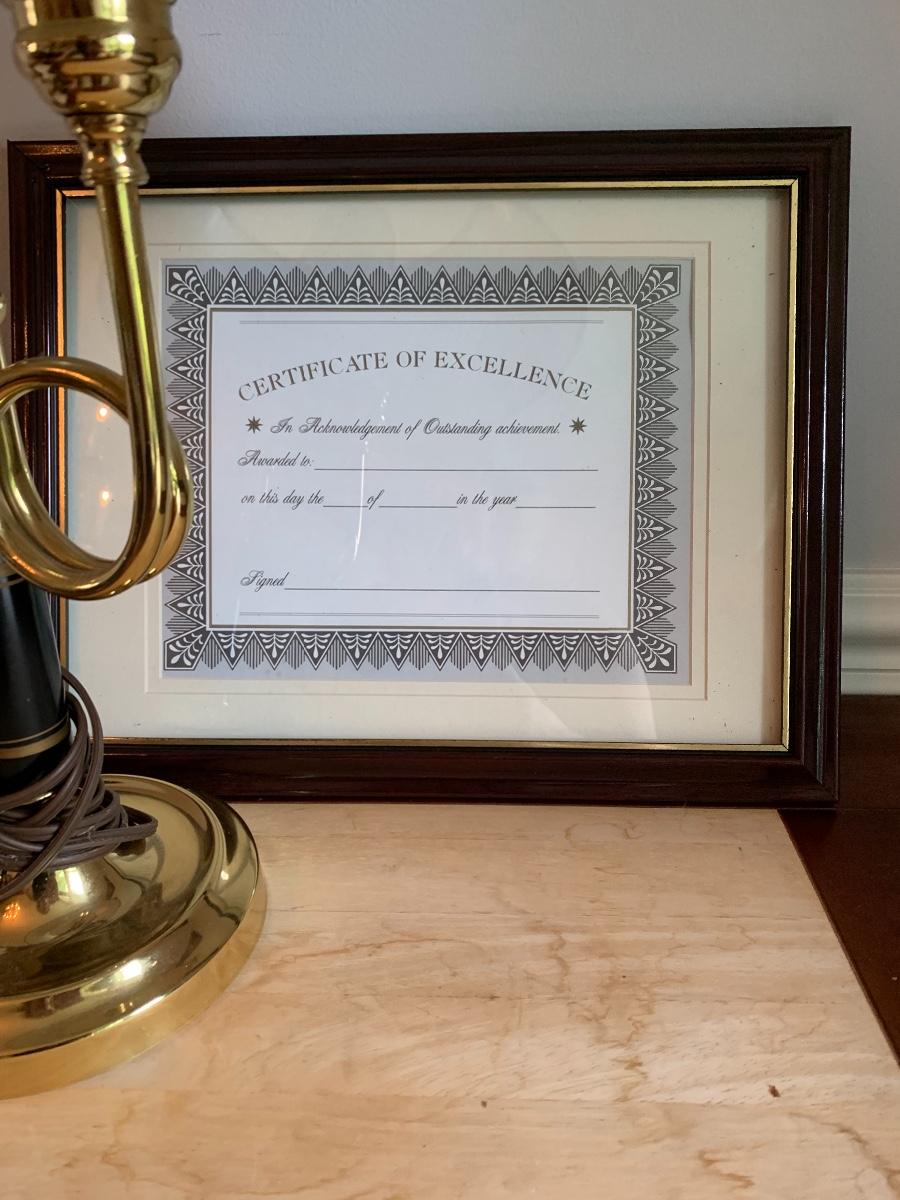 CERTIFICATE OF EXCELLENCE
In Acknowledgement of Outstanding achievement.
Awarded to:
on this day the of in the year
Signed